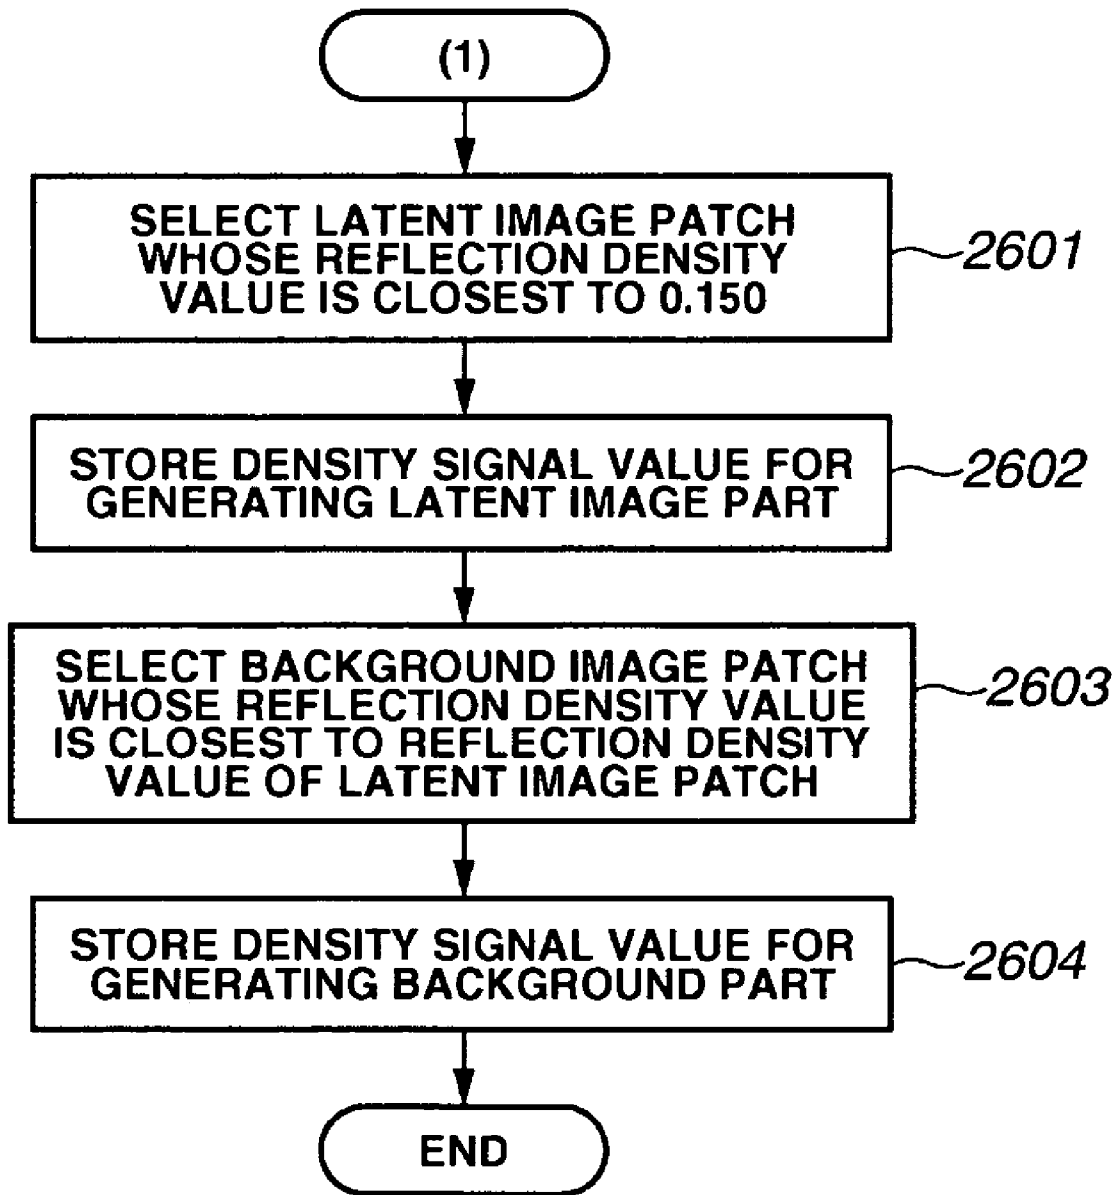 (1)
SELECT LATENT IMAGE PATCH
WHOSE REFLECTION DENSITY
VALUE IS CLOSEST TO 0.150
2601
STORE DENSITY SIGNAL VALUE FOR
GENERATING LATENT IMAGE PART
2602
SELECT BACKGROUND IMAGE PATCH
WHOSE REFLECTION DENSITY VALUE
IS CLOSEST TO REFLECTION DENSITY
VALUE OF LATENT IMAGE PATCH
2603
STORE DENSITY SIGNAL VALUE FOR
GENERATING BACKGROUND PART
2604
END